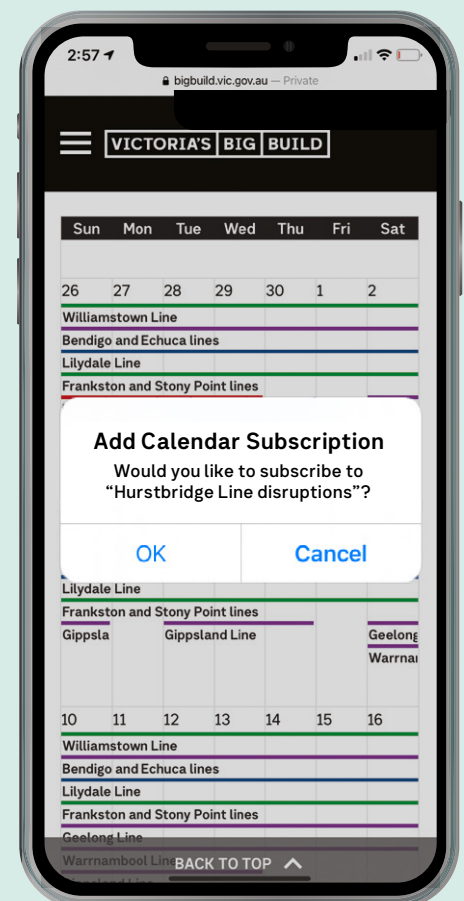 2:57
bigbuild.vic.gov.au — Private
VICTORIA'S BIG BUILD
Sun Mon Tue Wed Thu Fri Sat
26 27 28 29 30 1 2
Williamstown Line
Bendigo and Echuca lines
Lilydale Line
Frankston and Stony Point lines
Add Calendar Subscription
Would you like to subscribe to
“Hurstbridge Line disruptions”?
OK Cancel
Lilydale Line
Frankston and Stony Point lines
Gippsla Gippsland Line Geelong
Warrnai
10 11 12 13 14 15 16
Williamstown Line
Bendigo and Echuca lines
Lilydale Line
Frankston and Stony Point lines
Geelong Line
Warrnambool Line
BACK TO TOP